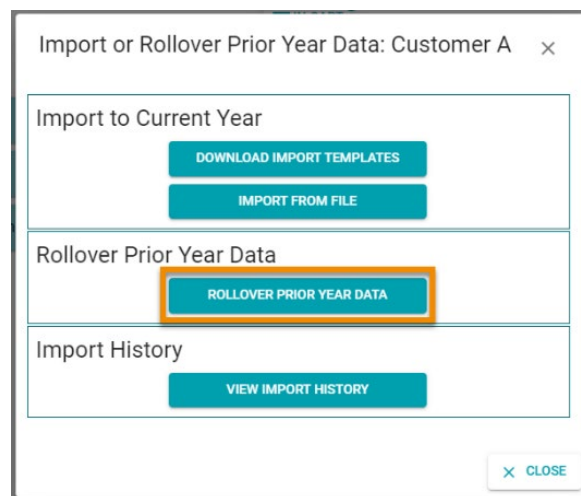 Import or Rollover Prior Year Data: Customer A
Import to Current Year
DOWNLOAD IMPORT TEMPLATES
IMPORT FROM FILE
Rollover Prior Year Data
ROLLOVER PRIOR YEAR DATA
Import History
VIEW IMPORT HISTORY
CLOSE